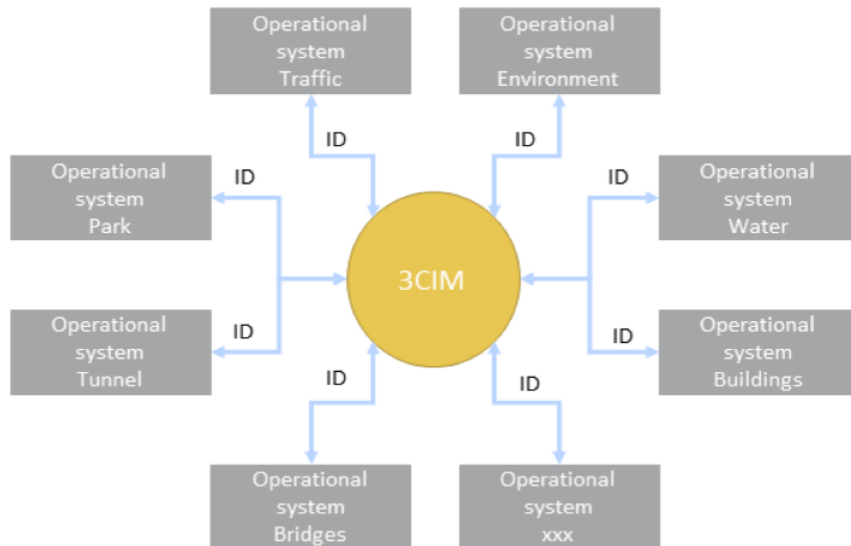 Operational
system
Traffic
Operational
system
Environment
ID
ID
Operational
system
Park
ID
ID
Operational
system
Water
3CIM
Operational
system
Tunnel
ID
ID
Operational
system
Buildings
ID
ID
Operational
system
Bridges
Operational
system
xxx